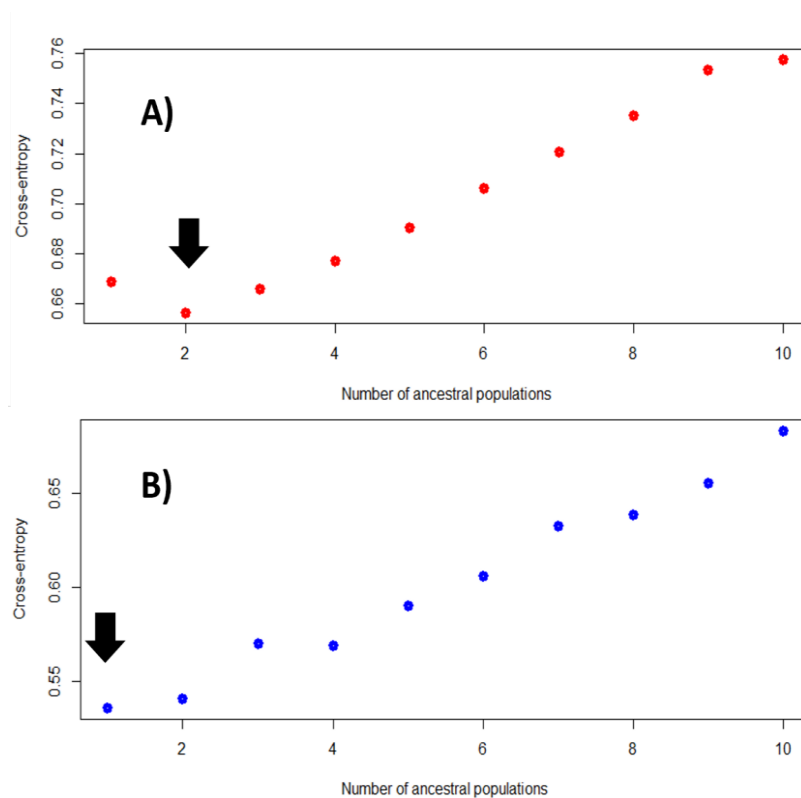 A)
Cross-entropy
0.76
0.74
0.72
0.70
0.68
0.66
2 4 6 8 10
Number of ancestral populations
B)
Cross-entropy
0.65
0.60
0.55
2 4 6 8 10
Number of ancestral populations